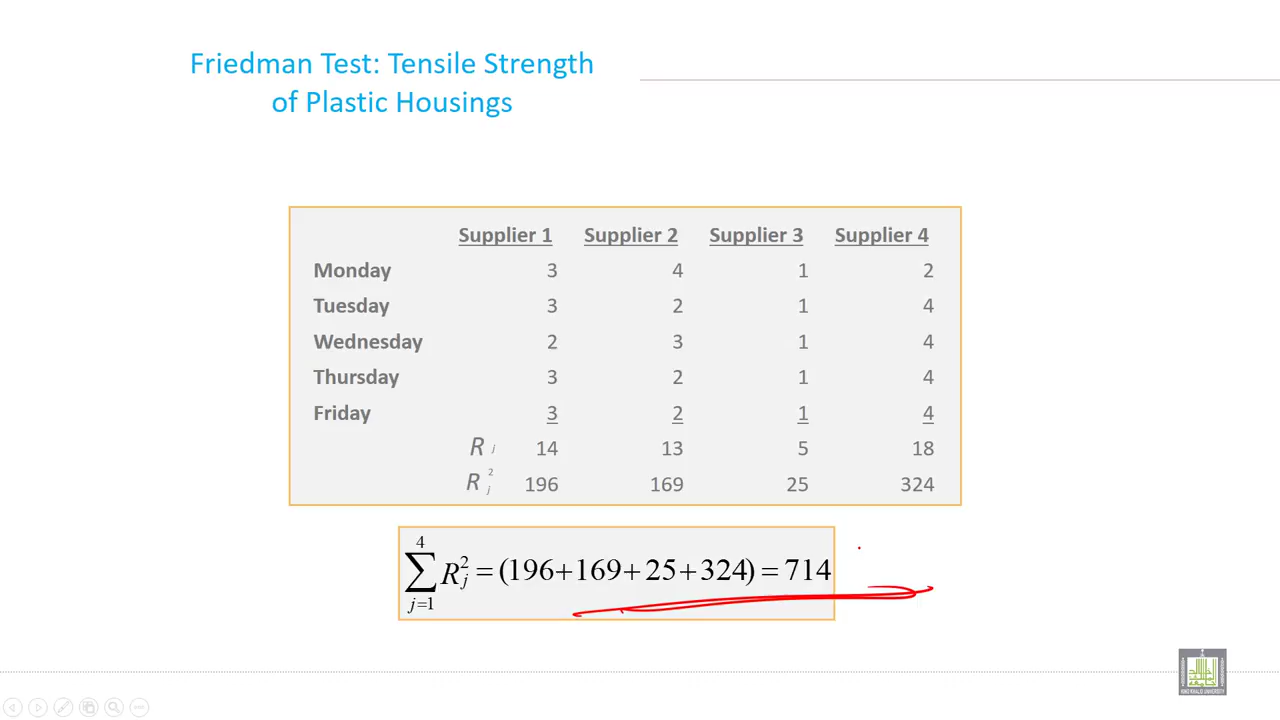 Friedman Test: Tensile Strength
of Plastic Housings
Supplier 1 Supplier 2 Supplier 3 Supplier 4
Monday 3 4 1 2
Tuesday 3 2 1 4
Wednesday 2 3 1 4
Thursday 3 2 1 4
Friday 3 2 1 4
R j 14 13 5 18
R j 2 196 169 25 324
4
∑ R j 2 = (196+169+25+324) = 714
j=1
KING KHALID UNIVERSITY